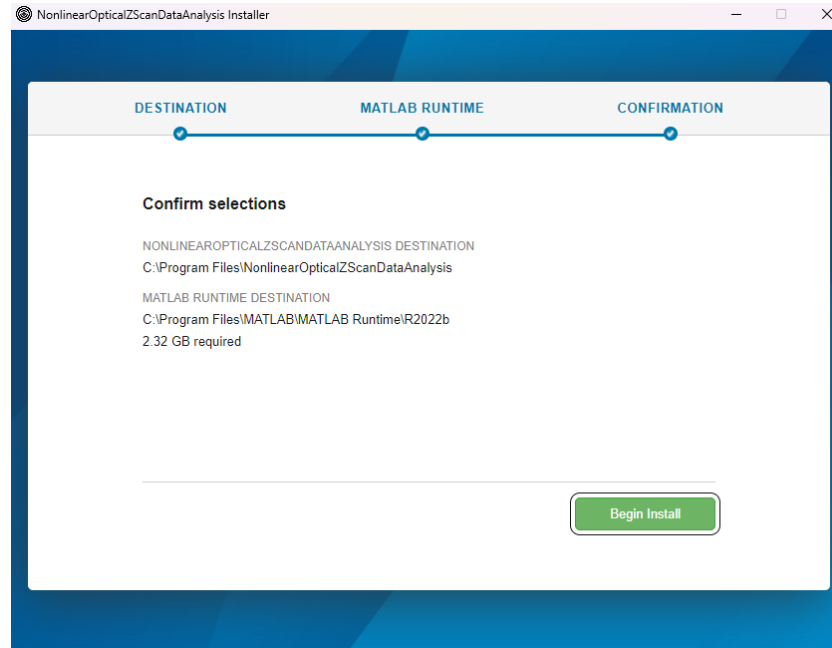 NonlinearOpticalZScanDataAnalysis Installer
DESTINATION
MATLAB RUNTIME
CONFIRMATION
Confirm selections
NONLINEAROPTICALZSCANDATAANALYSIS DESTINATION
C:\Program Files\NonlinearOpticalZScanDataAnalysis
MATLAB RUNTIME DESTINATION
C:\Program Files\MATLAB\MATLAB Runtime\R2022b
2.32 GB required
Begin Install